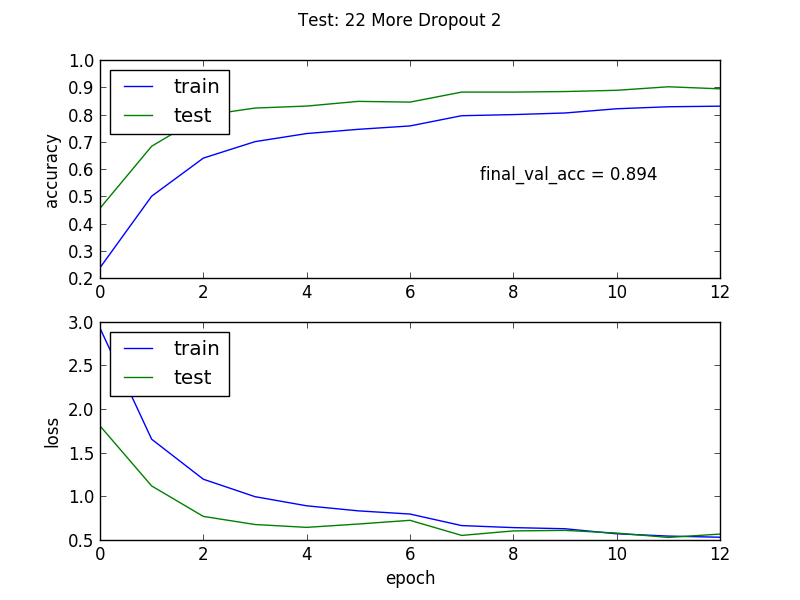 Test: 22 More Dropout 2
1.0
0.9
0.8
0.7
0.6
0.5
0.4
0.3
0.2
accuracy
train
test
final_val_acc = 0.894
0 2 4 6 8 10 12
3.0
2.5
2.0
1.5
1.0
0.5
loss
train
test
0 2 4 6 8 10 12
epoch